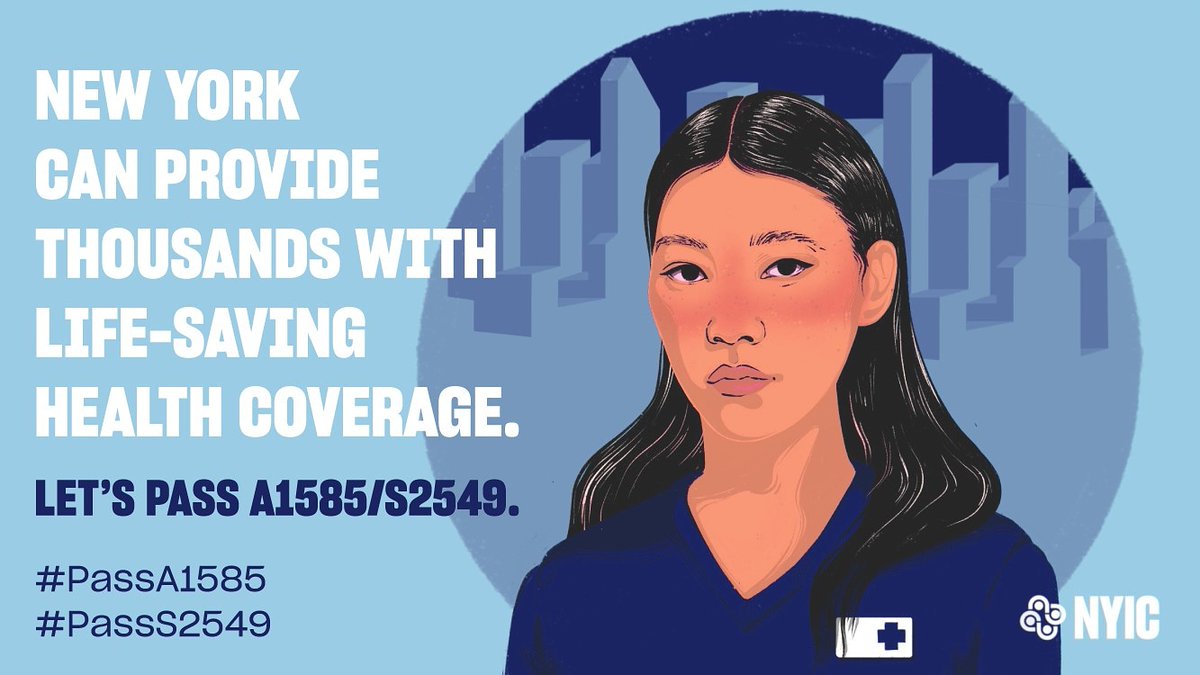 NEW YORK
CAN PROVIDE
THOUSANDS WITH
LIFE-SAVING
HEALTH COVERAGE.
LET'S PASS A1585/S2549.
#PassA1585
#PassS2549
NYIC